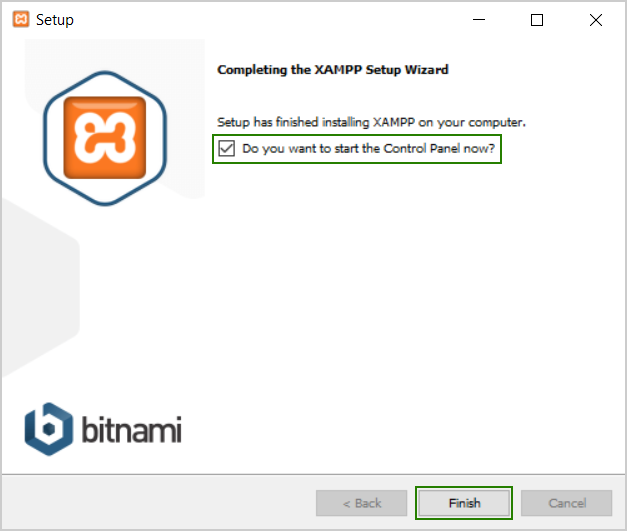 Setup
Completing the XAMPP Setup Wizard
Setup has finished installing XAMPP on your computer.
Do you want to start the Control Panel now?
bitnami
< Back
Finish
Cancel